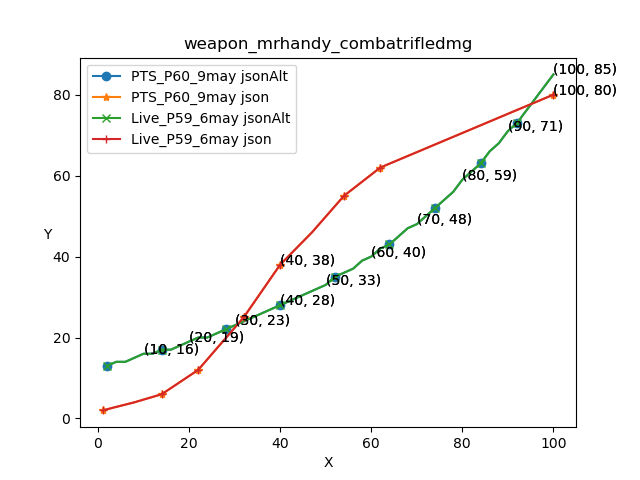 weapon_mrhandy_combatrifledmg
PTS_P60_9may jsonAlt
PTS_P60_9may json
Live_P59_6may jsonAlt
Live_P59_6may json
(100, 85)
(100, 80)
(90, 71)
(80, 59)
(70, 48)
(60, 40)
(50, 33)
(40, 38)
(40, 28)
(30, 23)
(20, 19)
(10, 16)
80
60
40
20
0
Y
0 20 40 60 80 100
X